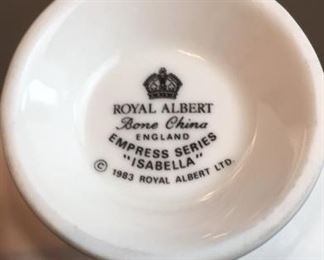 ROYAL ALBERT
Bone China
ENGLAND
EMPRESS SERIES
"ISABELLA"
© 1983 ROYAL ALBERT LTD.